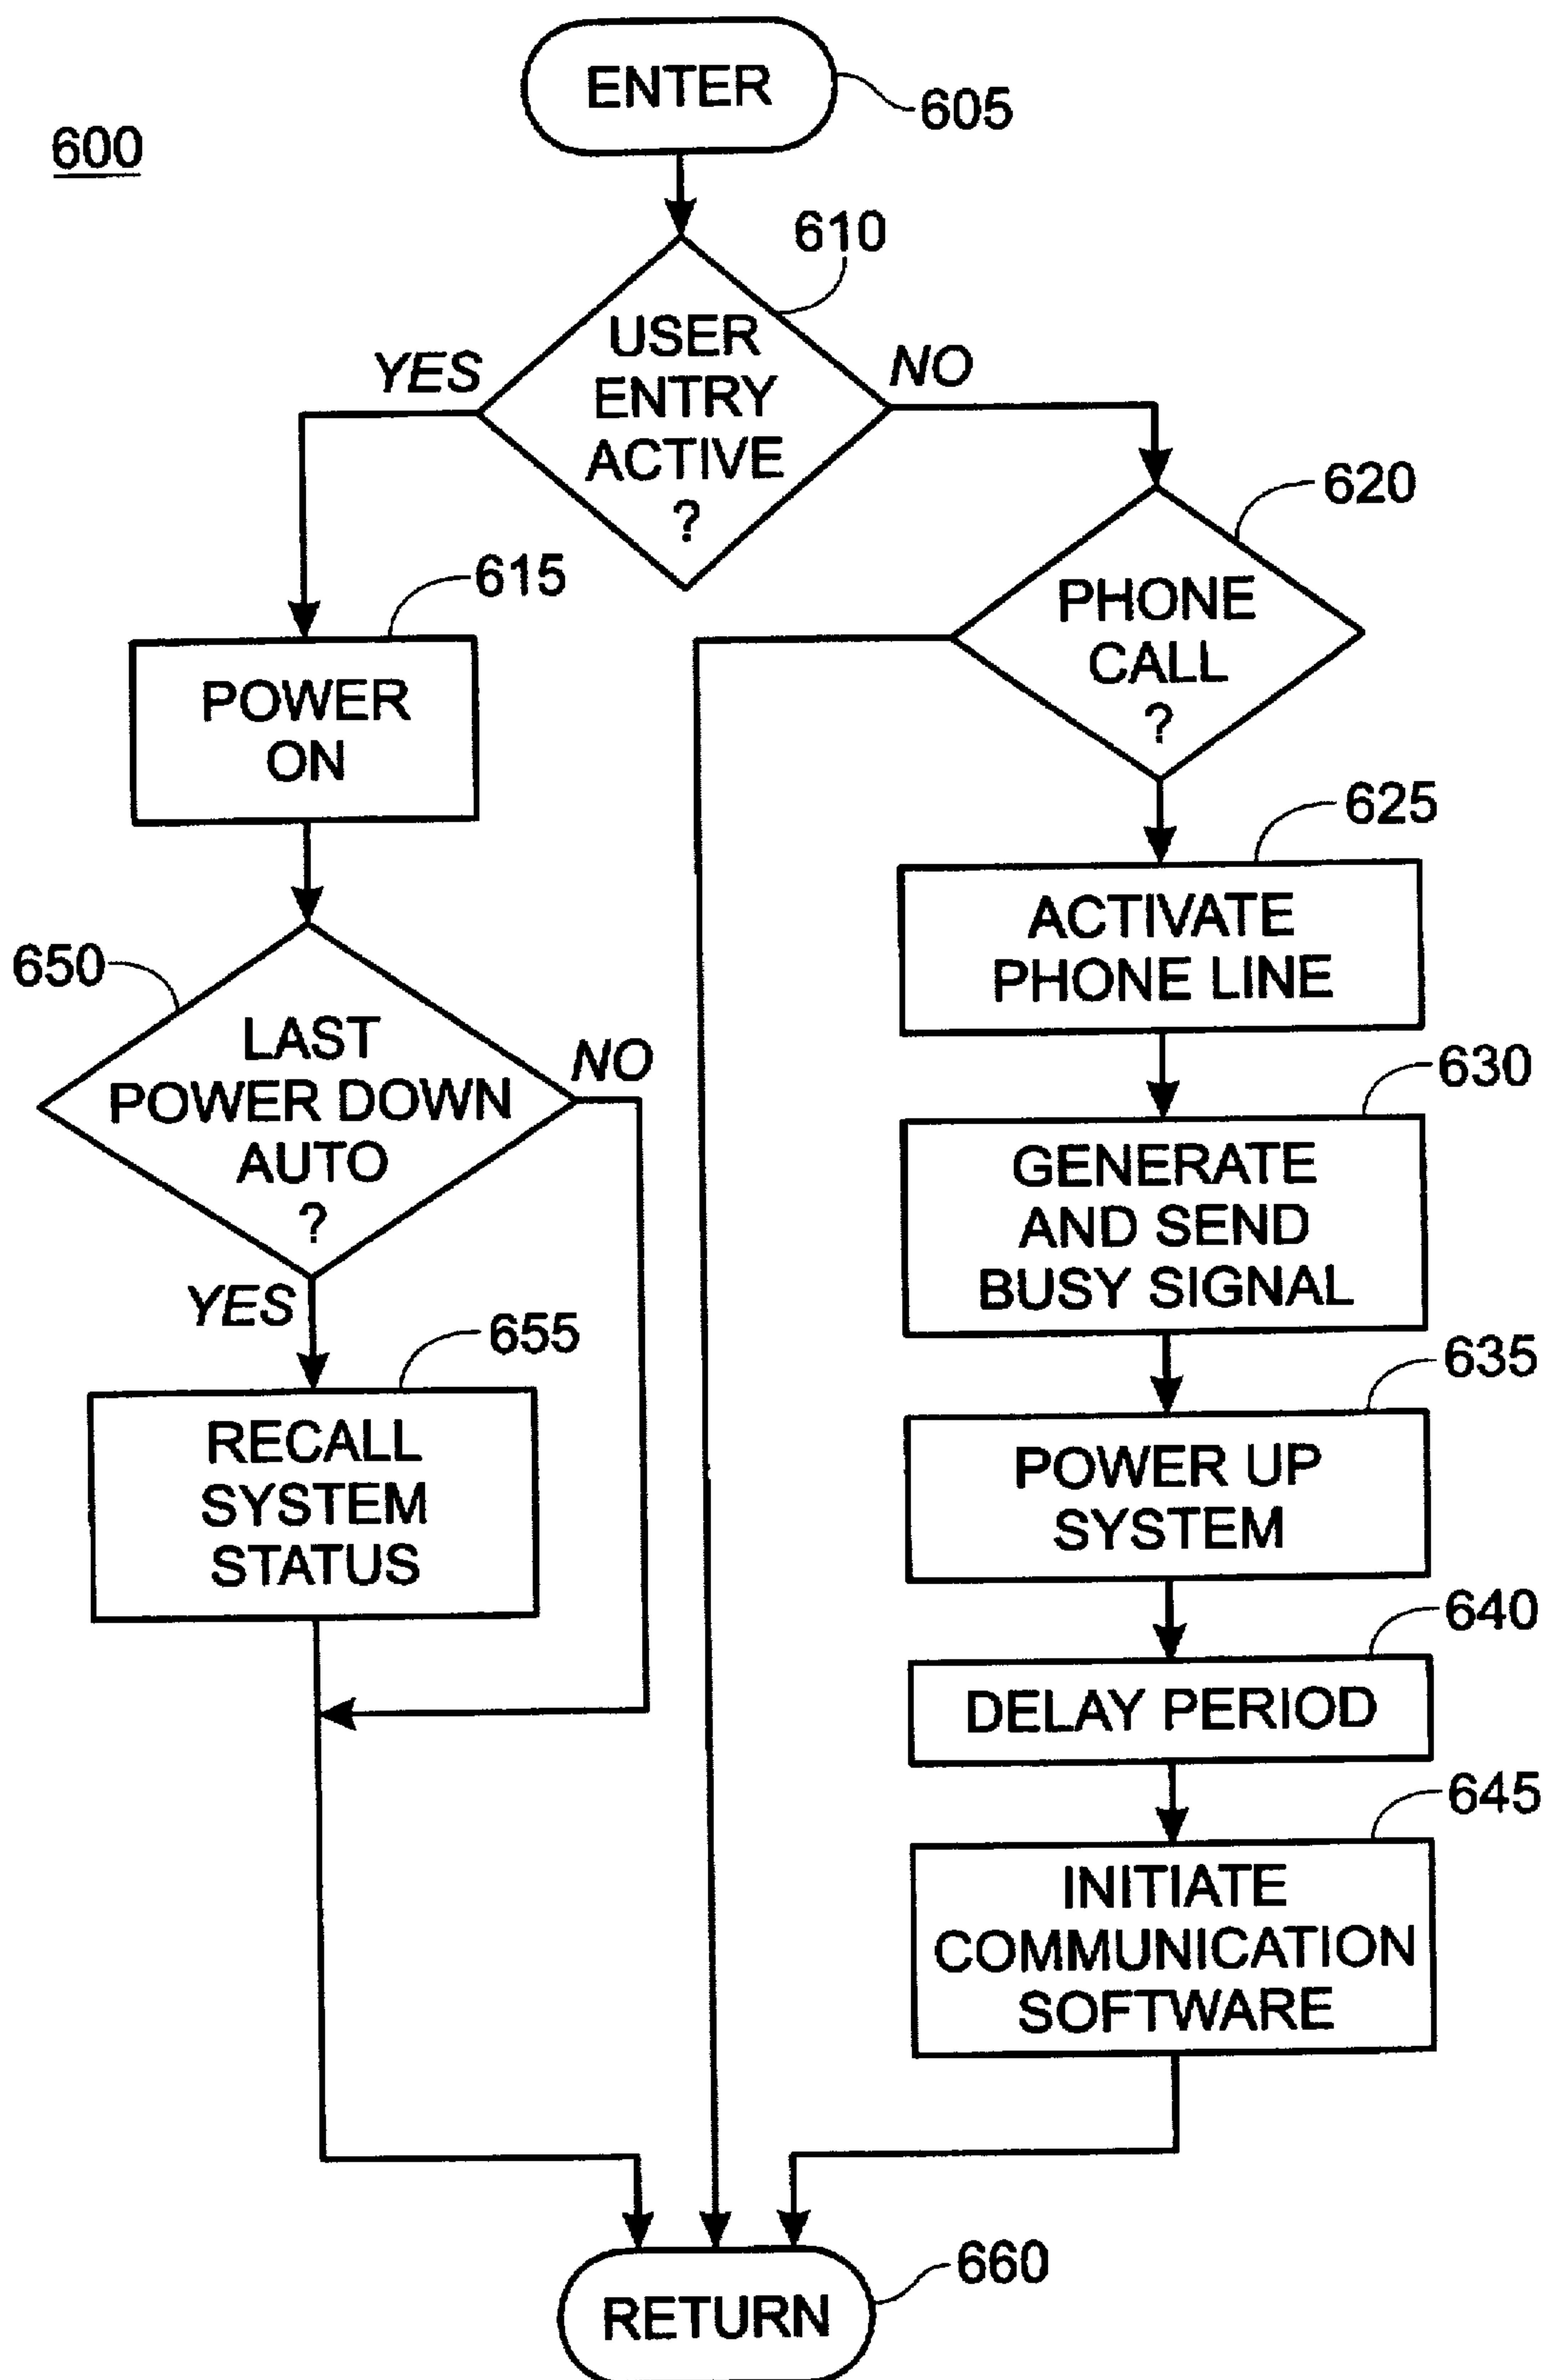 600
ENTER
605
610
USER
ENTRY
ACTIVE
?
YES
NO
615
POWER
ON
620
PHONE
CALL
?
625
ACTIVATE
PHONE LINE
650
LAST
POWER DOWN
AUTO
?
NO
YES
630
GENERATE
AND SEND
BUSY SIGNAL
655
RECALL
SYSTEM
STATUS
635
POWER UP
SYSTEM
640
DELAY PERIOD
645
INITIATE
COMMUNICATION
SOFTWARE
660
RETURN